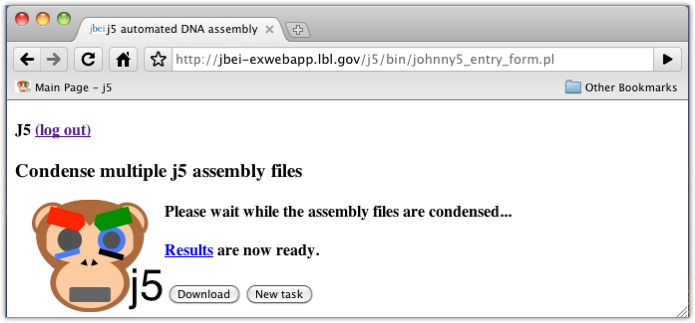 jbei j5 automated DNA assembly
http://jbei-exwebapp.lbl.gov/j5/bin/johnny5_entry_form.pl
Main Page - j5 Other Bookmarks
J5 (log out)
Condense multiple j5 assembly files
Please wait while the assembly files are condensed...
Results are now ready.
j5 Download New task